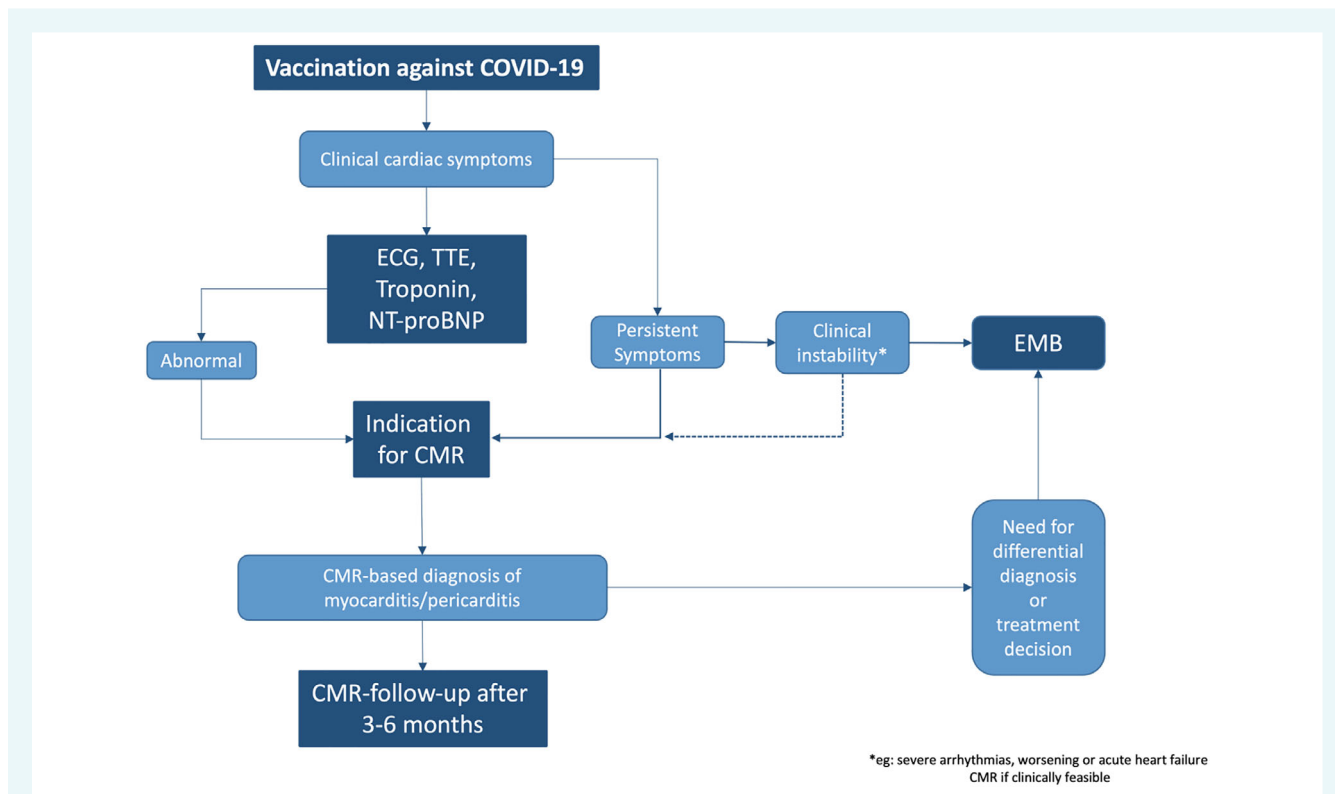 Vaccination against COVID-19
Clinical cardiac symptoms
ECG, TTE,
Troponin,
NT-proBNP
Abnormal
Persistent
Symptoms
Clinical
instability*
EMB
Indication
for CMR
CMR-based diagnosis of
myocarditis/pericarditis
Need for
differential
diagnosis
or
treatment
decision
CMR-follow-up after
3-6 months
*eg: severe arrhythmias, worsening or acute heart failure
CMR if clinically feasible